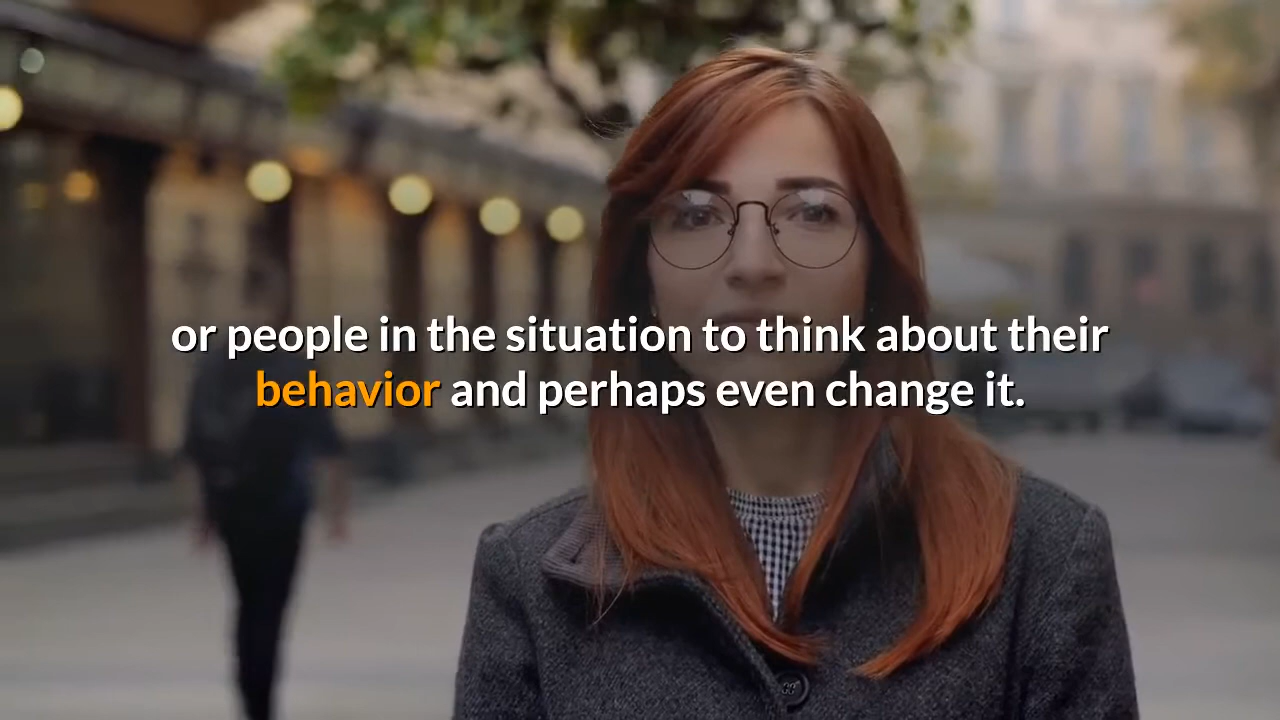 or people in the situation to think about their
behavior and perhaps even change it.